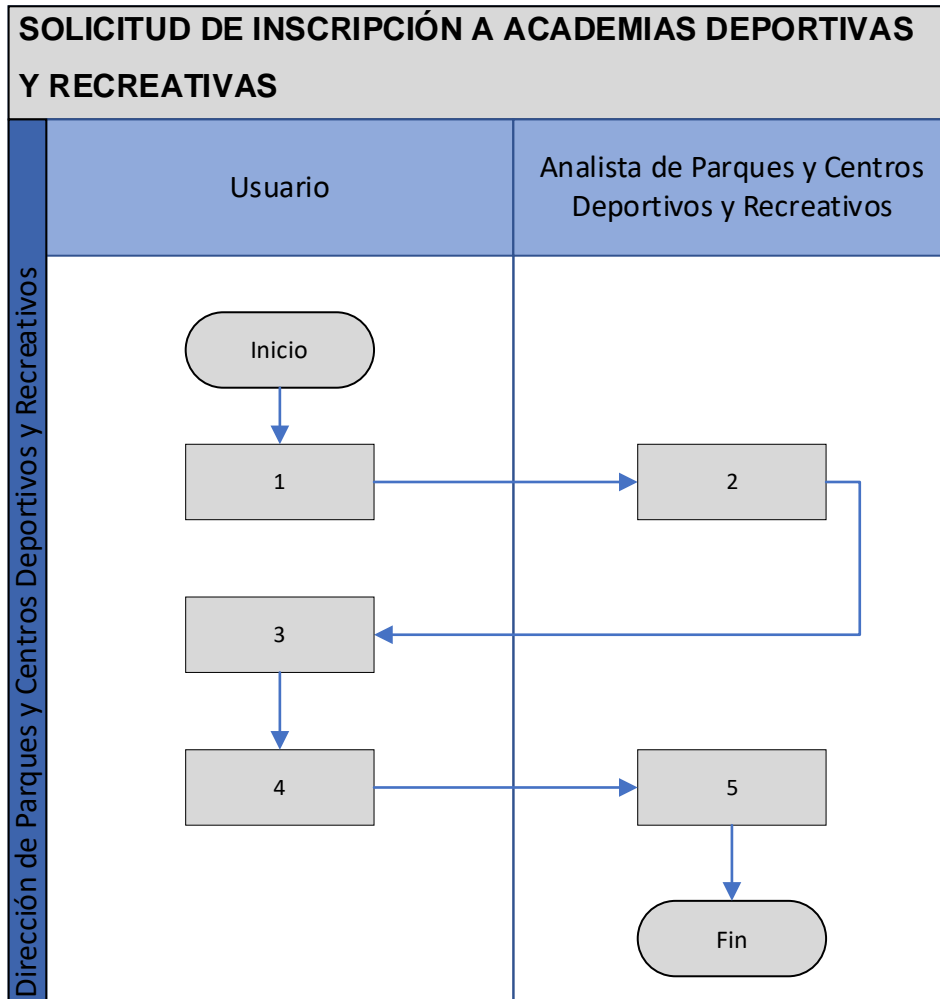 SOLICITUD DE INSCRIPCIÓN A ACADEMIAS DEPORTIVAS
Y RECREATIVAS
Dirección de Parques y Centros Deportivos y Recreativos
Usuario
Analista de Parques y Centros
Deportivos y Recreativos
Inicio
1
2
3
4
5
Fin